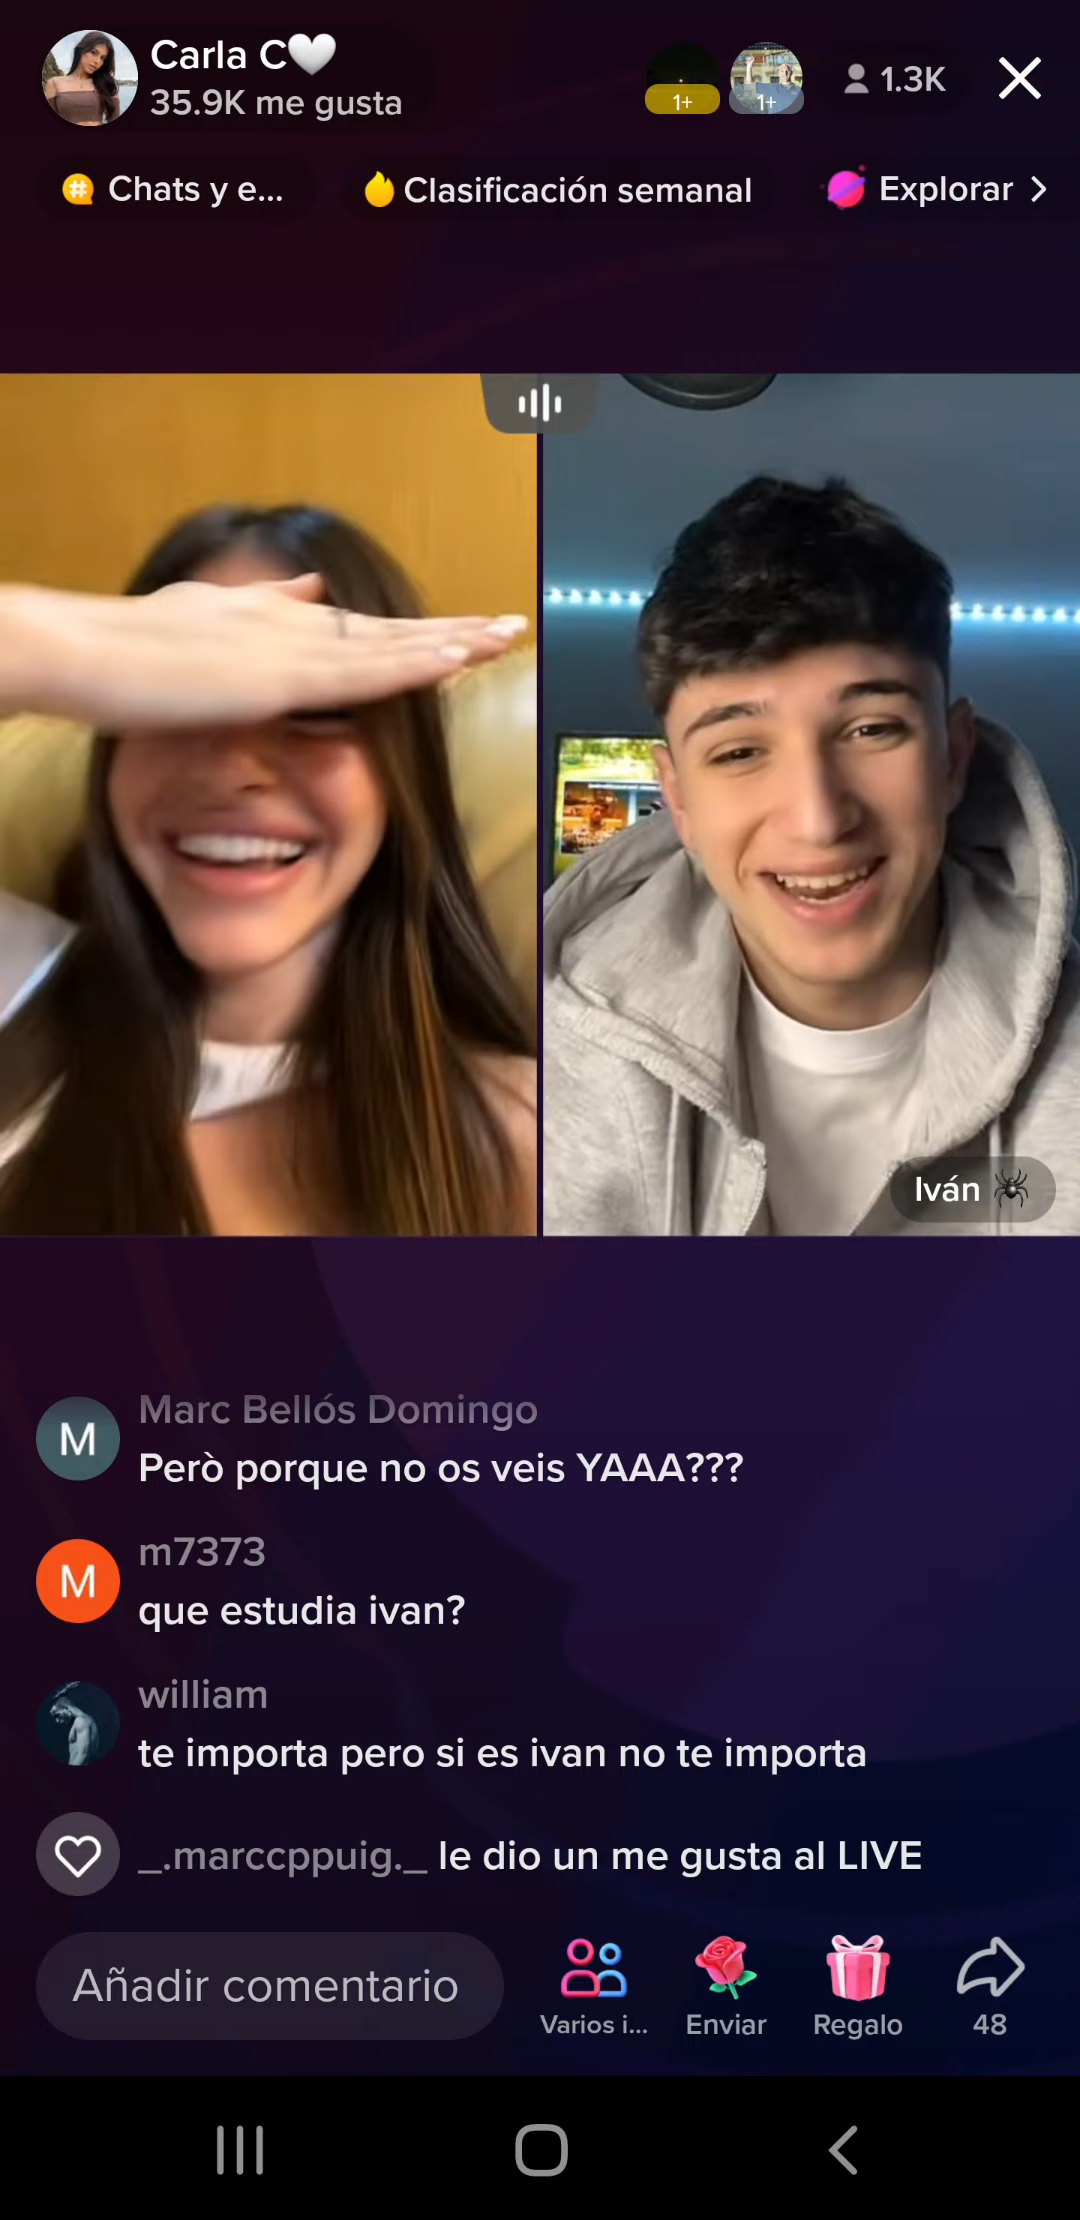 Carla C🤍
35.9K me gusta
1+
1+
1.3K
Chats y e...
Clasificación semanal
Explorar
Iván 🕷
Marc Bellós Domingo
Però porque no os veis YAAA???
m7373
que estudia ivan?
william
te importa pero si es ivan no te importa
_.marccppuig._ le dio un me gusta al LIVE
Añadir comentario
Varios i...
Enviar
Regalo
48